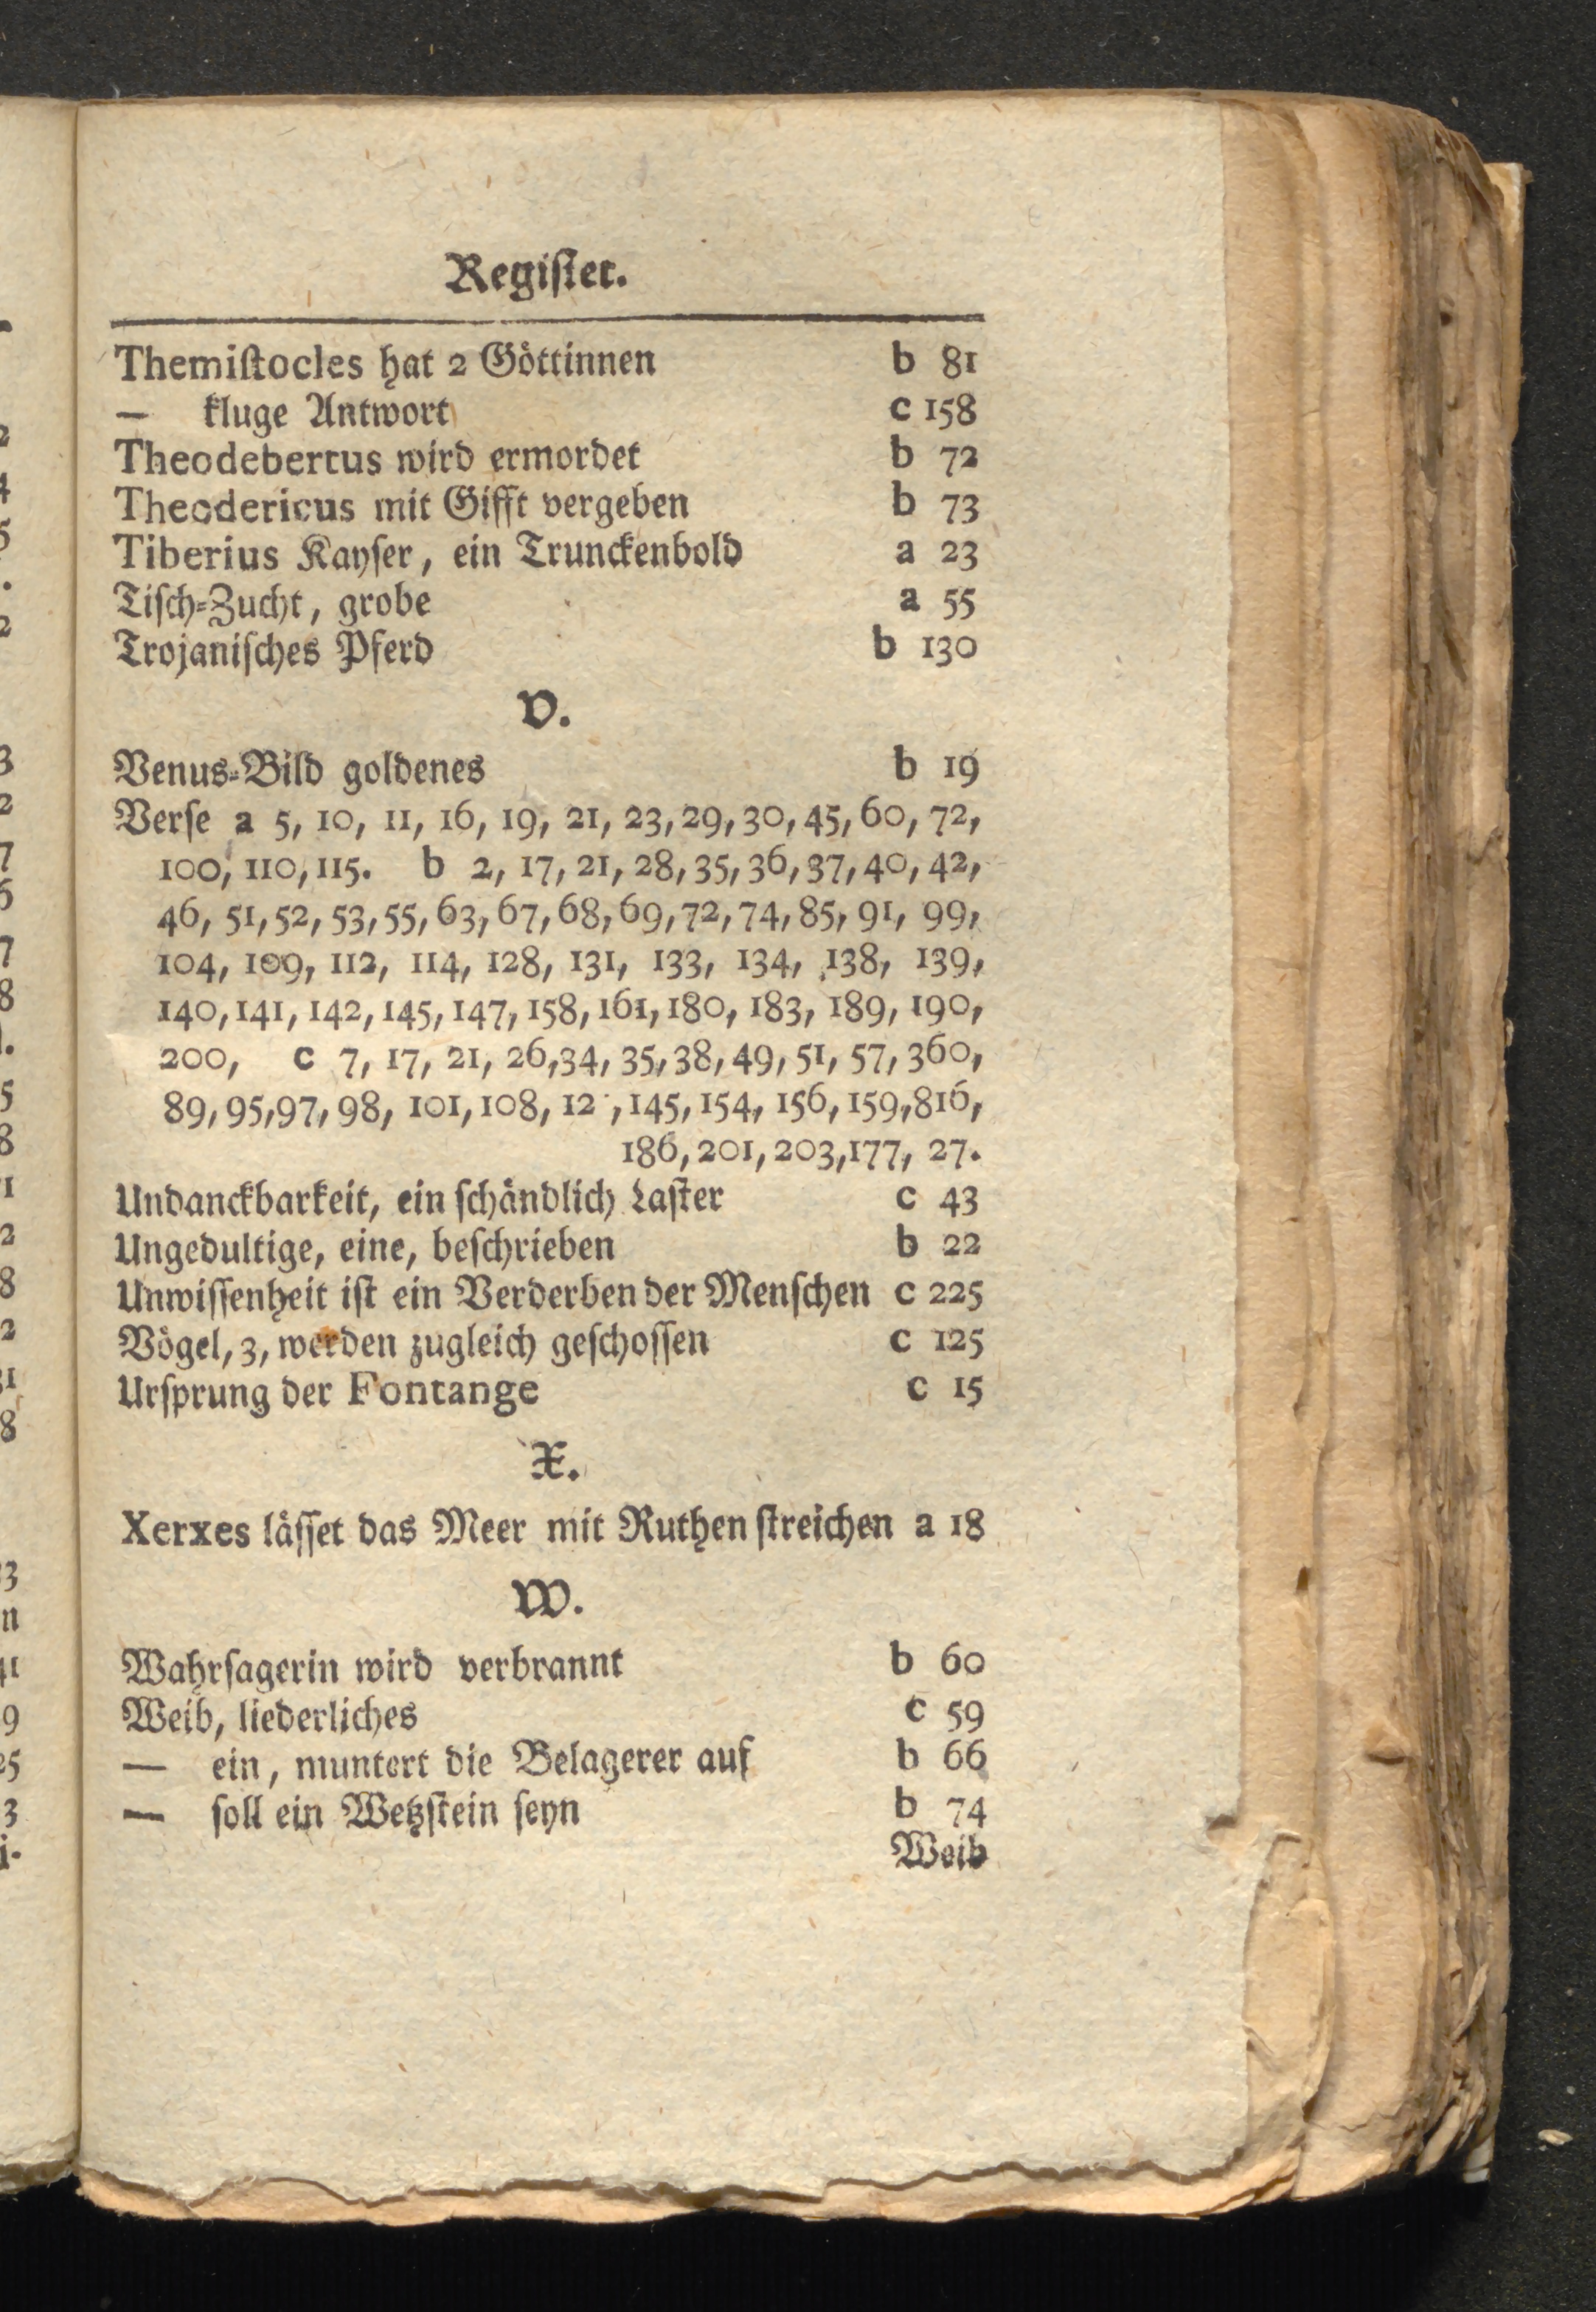 Regiſter.
Themiſtocles hat 2 Göttinnen b 81
— kluge Antwort c 158
Theodebertus wird ermordet b 72
Theodericus mit Gifft vergeben b 73
Tiberius Kayſer, ein Trunckenbold a 23
Tiſch-Zucht, grobe a 55
Trojaniſches Pferd b 130
V.
Venus-Bild goldenes b 19
Verſe a 5, 10, 11, 16, 19, 21, 23, 29, 30, 45, 60, 72,
100, 110, 115. b 2, 17, 21, 28, 35, 36, 37, 40, 42,
46, 51, 52, 53, 55, 63, 67, 68, 69, 72, 74, 85, 91, 99,
104, 109, 112, 114, 128, 131, 133, 134, 138, 139,
140, 141, 142, 145, 147, 158, 161, 180, 183, 189, 190,
200, c 7, 17, 21, 26, 34, 35, 38, 49, 51, 57, 360,
89, 95, 97, 98, 101, 108, 12 , 145, 154, 156, 159, 816,
186, 201, 203, 177, 27.
Undanckbarkeit, ein ſchändlich Laſter c 43
Ungedultige, eine, beſchrieben b 22
Unwiſſenheit iſt ein Verderben der Menſchen c 225
Vögel, 3, werden zugleich geſchoſſen c 125
Urſprung der Fontange c 15
X.
Xerxes läſſet das Meer mit Ruthen ſtreichen a 18
W.
Wahrſagerin wird verbrannt b 60
Weib, liederliches c 59
— ein, muntert die Belagerer auf b 66
— ſoll ein Wetzſtein ſeyn b 74
Weib